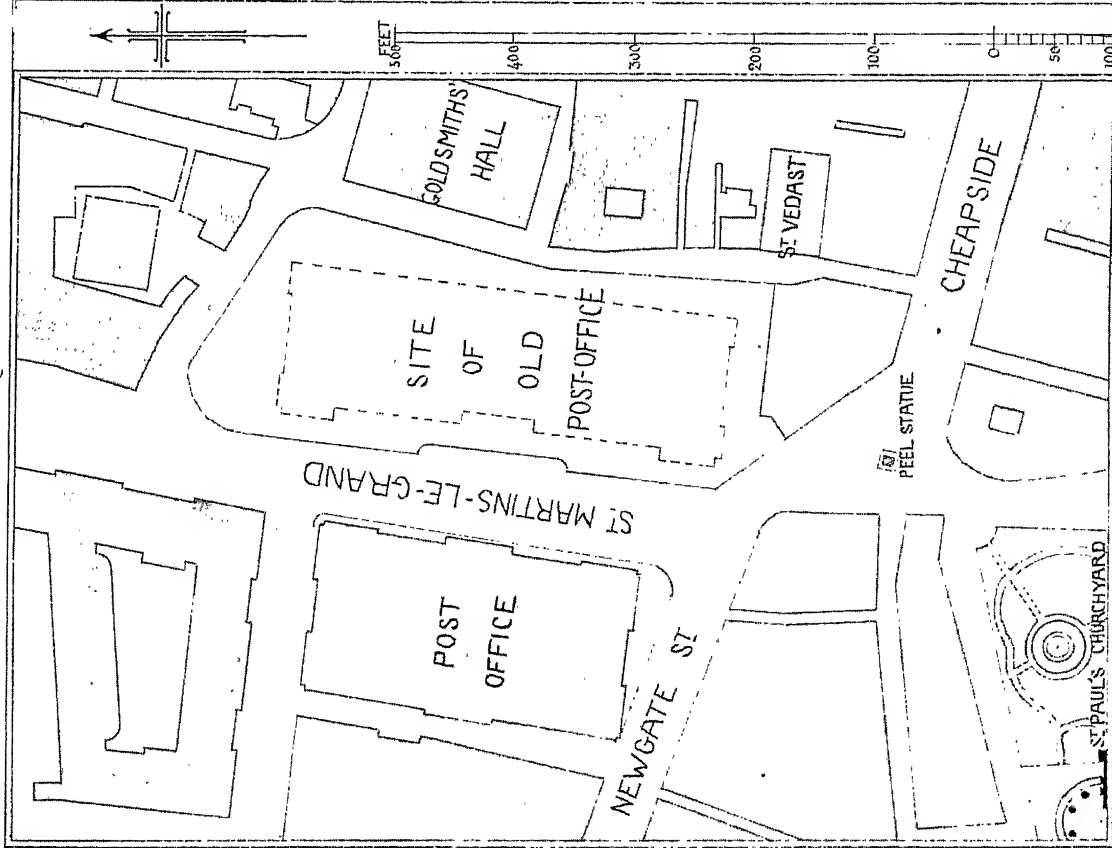 FEET
500
400
300
200
100
0
50
100
GOLDSMITHS'
HALL
SITE
OF
OLD
POST-OFFICE
ST VEDAST
CHEAPSIDE
ST MARTINS-LE-GRAND
PEEL STATUE
POST
OFFICE
NEWGATE ST
ST PAUL'S CHURCHYARD